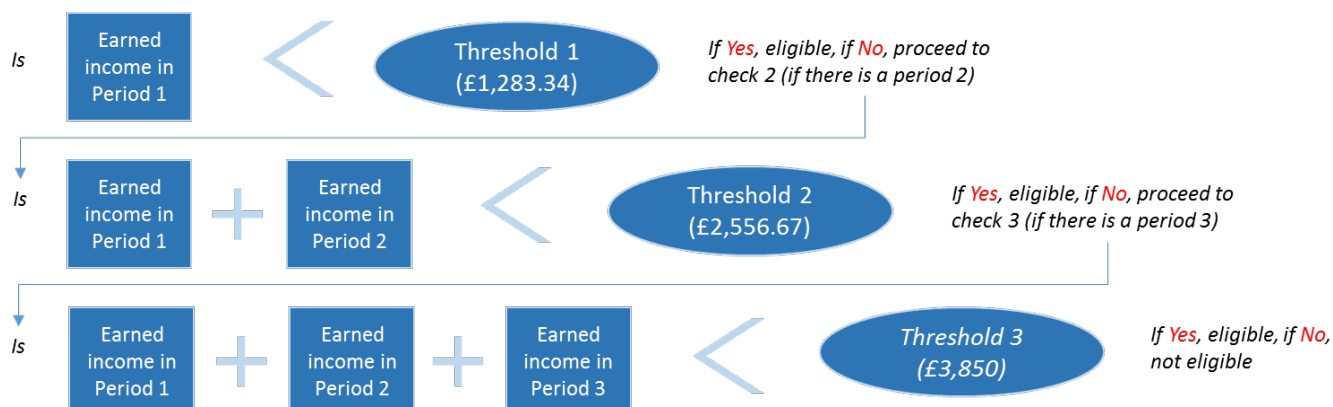 Is
Earned
income in
Period 1
Threshold 1
(£1,283.34)
If Yes, eligible, if No, proceed to
check 2 (if there is a period 2)
Is
Earned
income in
Period 1
+
Earned
income in
Period 2
Threshold 2
(£2,556.67)
If Yes, eligible, if No, proceed to
check 3 (if there is a period 3)
Is
Earned
income in
Period 1
+
Earned
income in
Period 2
+
Earned
income in
Period 3
Threshold 3
(£3,850)
If Yes, eligible, if No,
not eligible